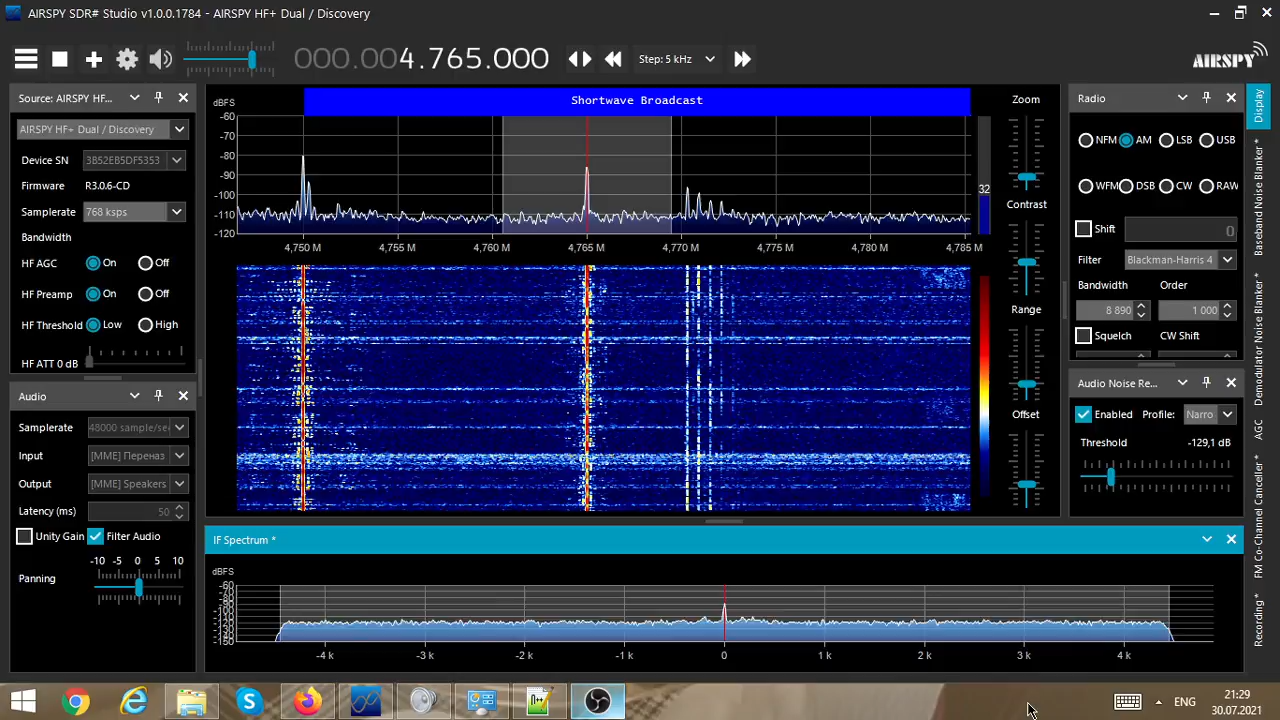 AIRSPY SDR# Studio v1.0.0.1784 - AIRSPY HF+ Dual / Discovery
000.004.765.000
Step: 5 kHz
AIRSPY
Source: AIRSPY HF...
AIRSPY HF+ Dual / Discovery
Device SN 3B52EB5DF5353
Firmware R3.0.6-CD
Samplerate 768 ksps
Bandwidth
HF AGC On Off
HF Preamp On Off
HF Threshold Low High
HF ATT 0 dB
Audio
Samplerate 48000 sample/sec
Input [MME] Переназ
Output [MME] Speakers
Latency (ms) 50
Unity Gain Filter Audio
-10 -5 0 5 10
Panning
dBFS
Shortwave Broadcast
-60
-70
-80
-90
-100
-110
-120
4,750 M 4,755 M 4,760 M 4,765 M 4,770 M 4,775 M 4,780 M 4,785 M
32
Zoom
Contrast
Range
Offset
IF Spectrum *
dBFS
-60
-4 k -3 k -2 k -1 k 0 1 k 2 k 3 k 4 k
Radio
NFM AM LSB USB
WFM DSB CW RAW
Shift 0
Filter Blackman-Harris 4
Bandwidth Order
8 890 1 000
Squelch CW Shift
Audio Noise Re...
Enabled Profile: Narro
Threshold -129,1 dB
Display
Baseband Noise Blanker *
Demodulator Noise Blanker *
AGC
Co-Channel Canceller *
FM
Recording *
ENG
21:29
30.07.2021